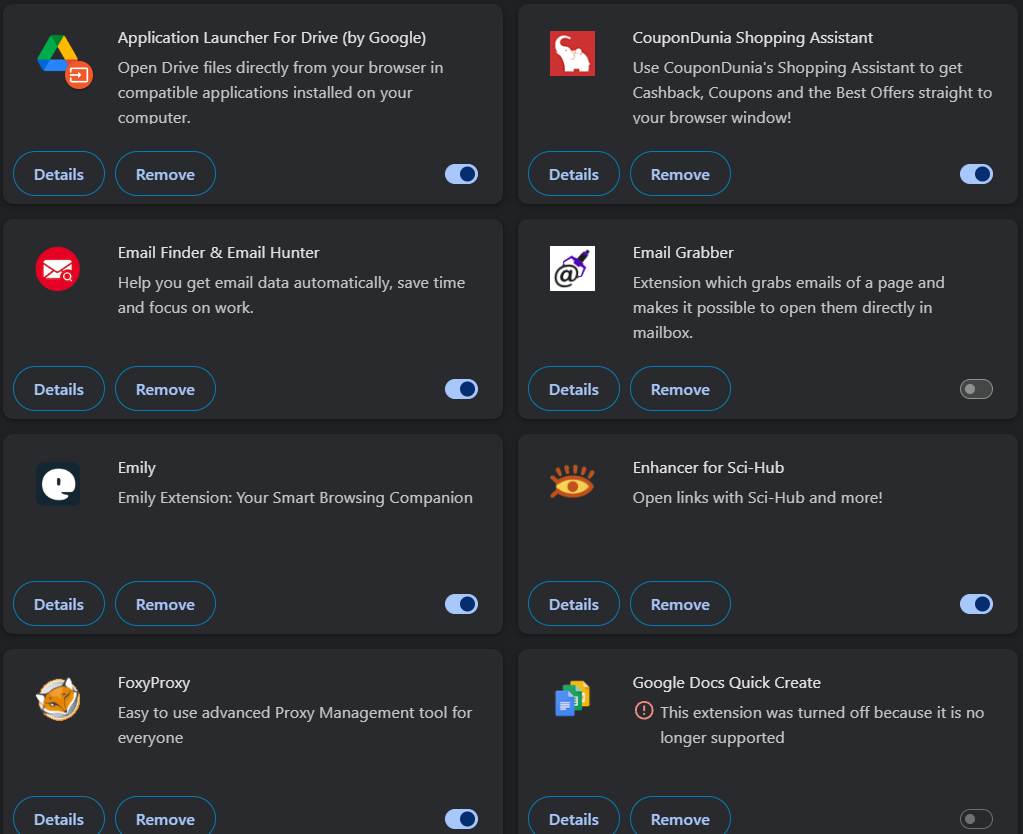 Application Launcher For Drive (by Google)
Open Drive files directly from your browser in
compatible applications installed on your
computer.
Details
Remove
CouponDunia Shopping Assistant
Use CouponDunia's Shopping Assistant to get
Cashback, Coupons and the Best Offers straight to
your browser window!
Details
Remove
Email Finder & Email Hunter
Help you get email data automatically, save time
and focus on work.
Details
Remove
Email Grabber
Extension which grabs emails of a page and
makes it possible to open them directly in
mailbox.
Details
Remove
Emily
Emily Extension: Your Smart Browsing Companion
Details
Remove
Enhancer for Sci-Hub
Open links with Sci-Hub and more!
Details
Remove
FoxyProxy
Easy to use advanced Proxy Management tool for
everyone
Details
Remove
Google Docs Quick Create
This extension was turned off because it is no
longer supported
Details
Remove